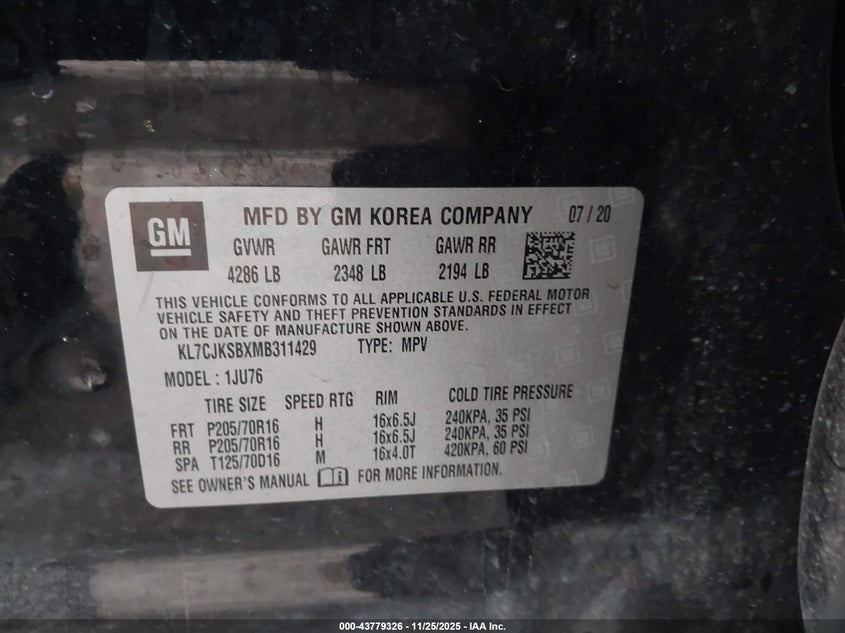 GM
MFD BY GM KOREA COMPANY 07 / 20
GVWR GAWR FRT GAWR RR
4286 LB 2348 LB 2194 LB
THIS VEHICLE CONFORMS TO ALL APPLICABLE U.S. FEDERAL MOTOR
VEHICLE SAFETY AND THEFT PREVENTION STANDARDS IN EFFECT
ON THE DATE OF MANUFACTURE SHOWN ABOVE.
KL7CJKSBXMB311429 TYPE: MPV
MODEL : 1JU76
TIRE SIZE SPEED RTG RIM COLD TIRE PRESSURE
FRT P205/70R16 H 16x6.5J 240KPA, 35 PSI
RR P205/70R16 H 16x6.5J 240KPA, 35 PSI
SPA T125/70D16 M 16x4.0T 420KPA, 60 PSI
SEE OWNER'S MANUAL i FOR MORE INFORMATION.
000-43779326 - 11/25/2025 - IAA Inc.